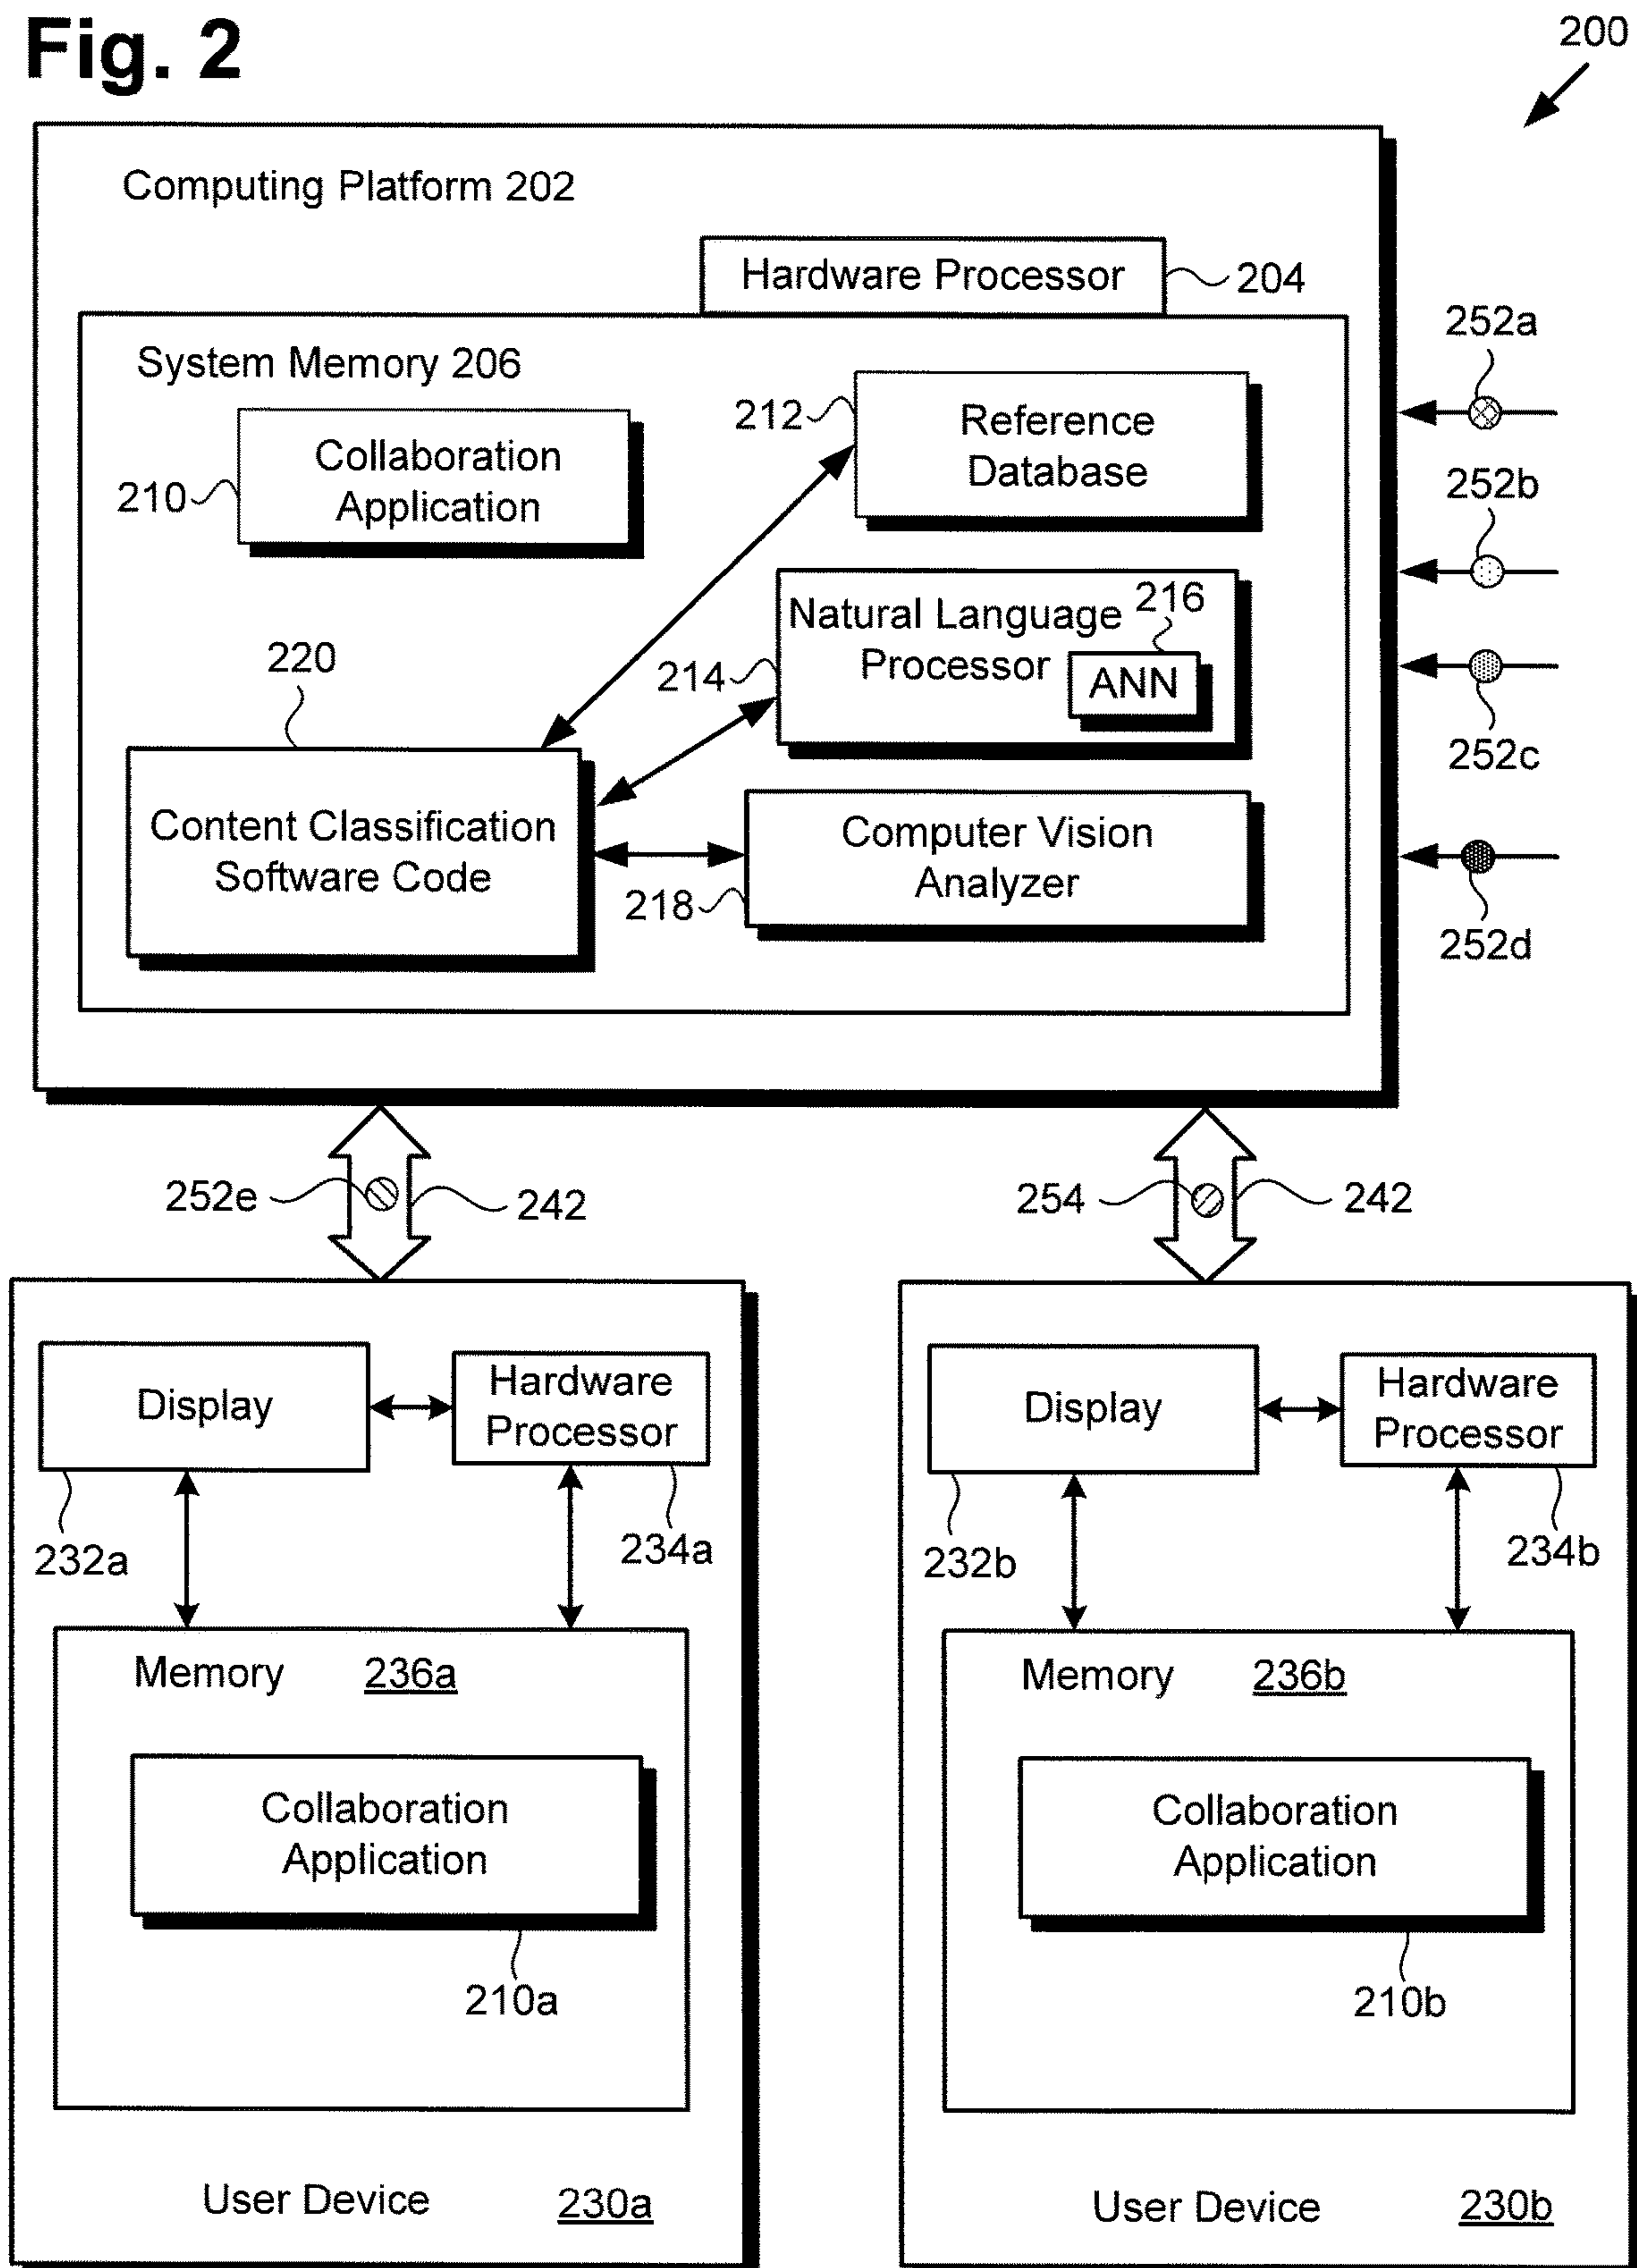 Fig. 2
200
Computing Platform 202
Hardware Processor
204
System Memory 206
252a
212
Reference
Database
Collaboration
Application
210
252b
Natural Language
Processor
216
ANN
214
220
252c
Content Classification
Software Code
Computer Vision
Analyzer
218
252d
252e
242
254
242
Display
Hardware
Processor
232a
234a
Memory 236a
Collaboration
Application
210a
User Device 230a
Display
Hardware
Processor
232b
234b
Memory 236b
Collaboration
Application
210b
User Device 230b